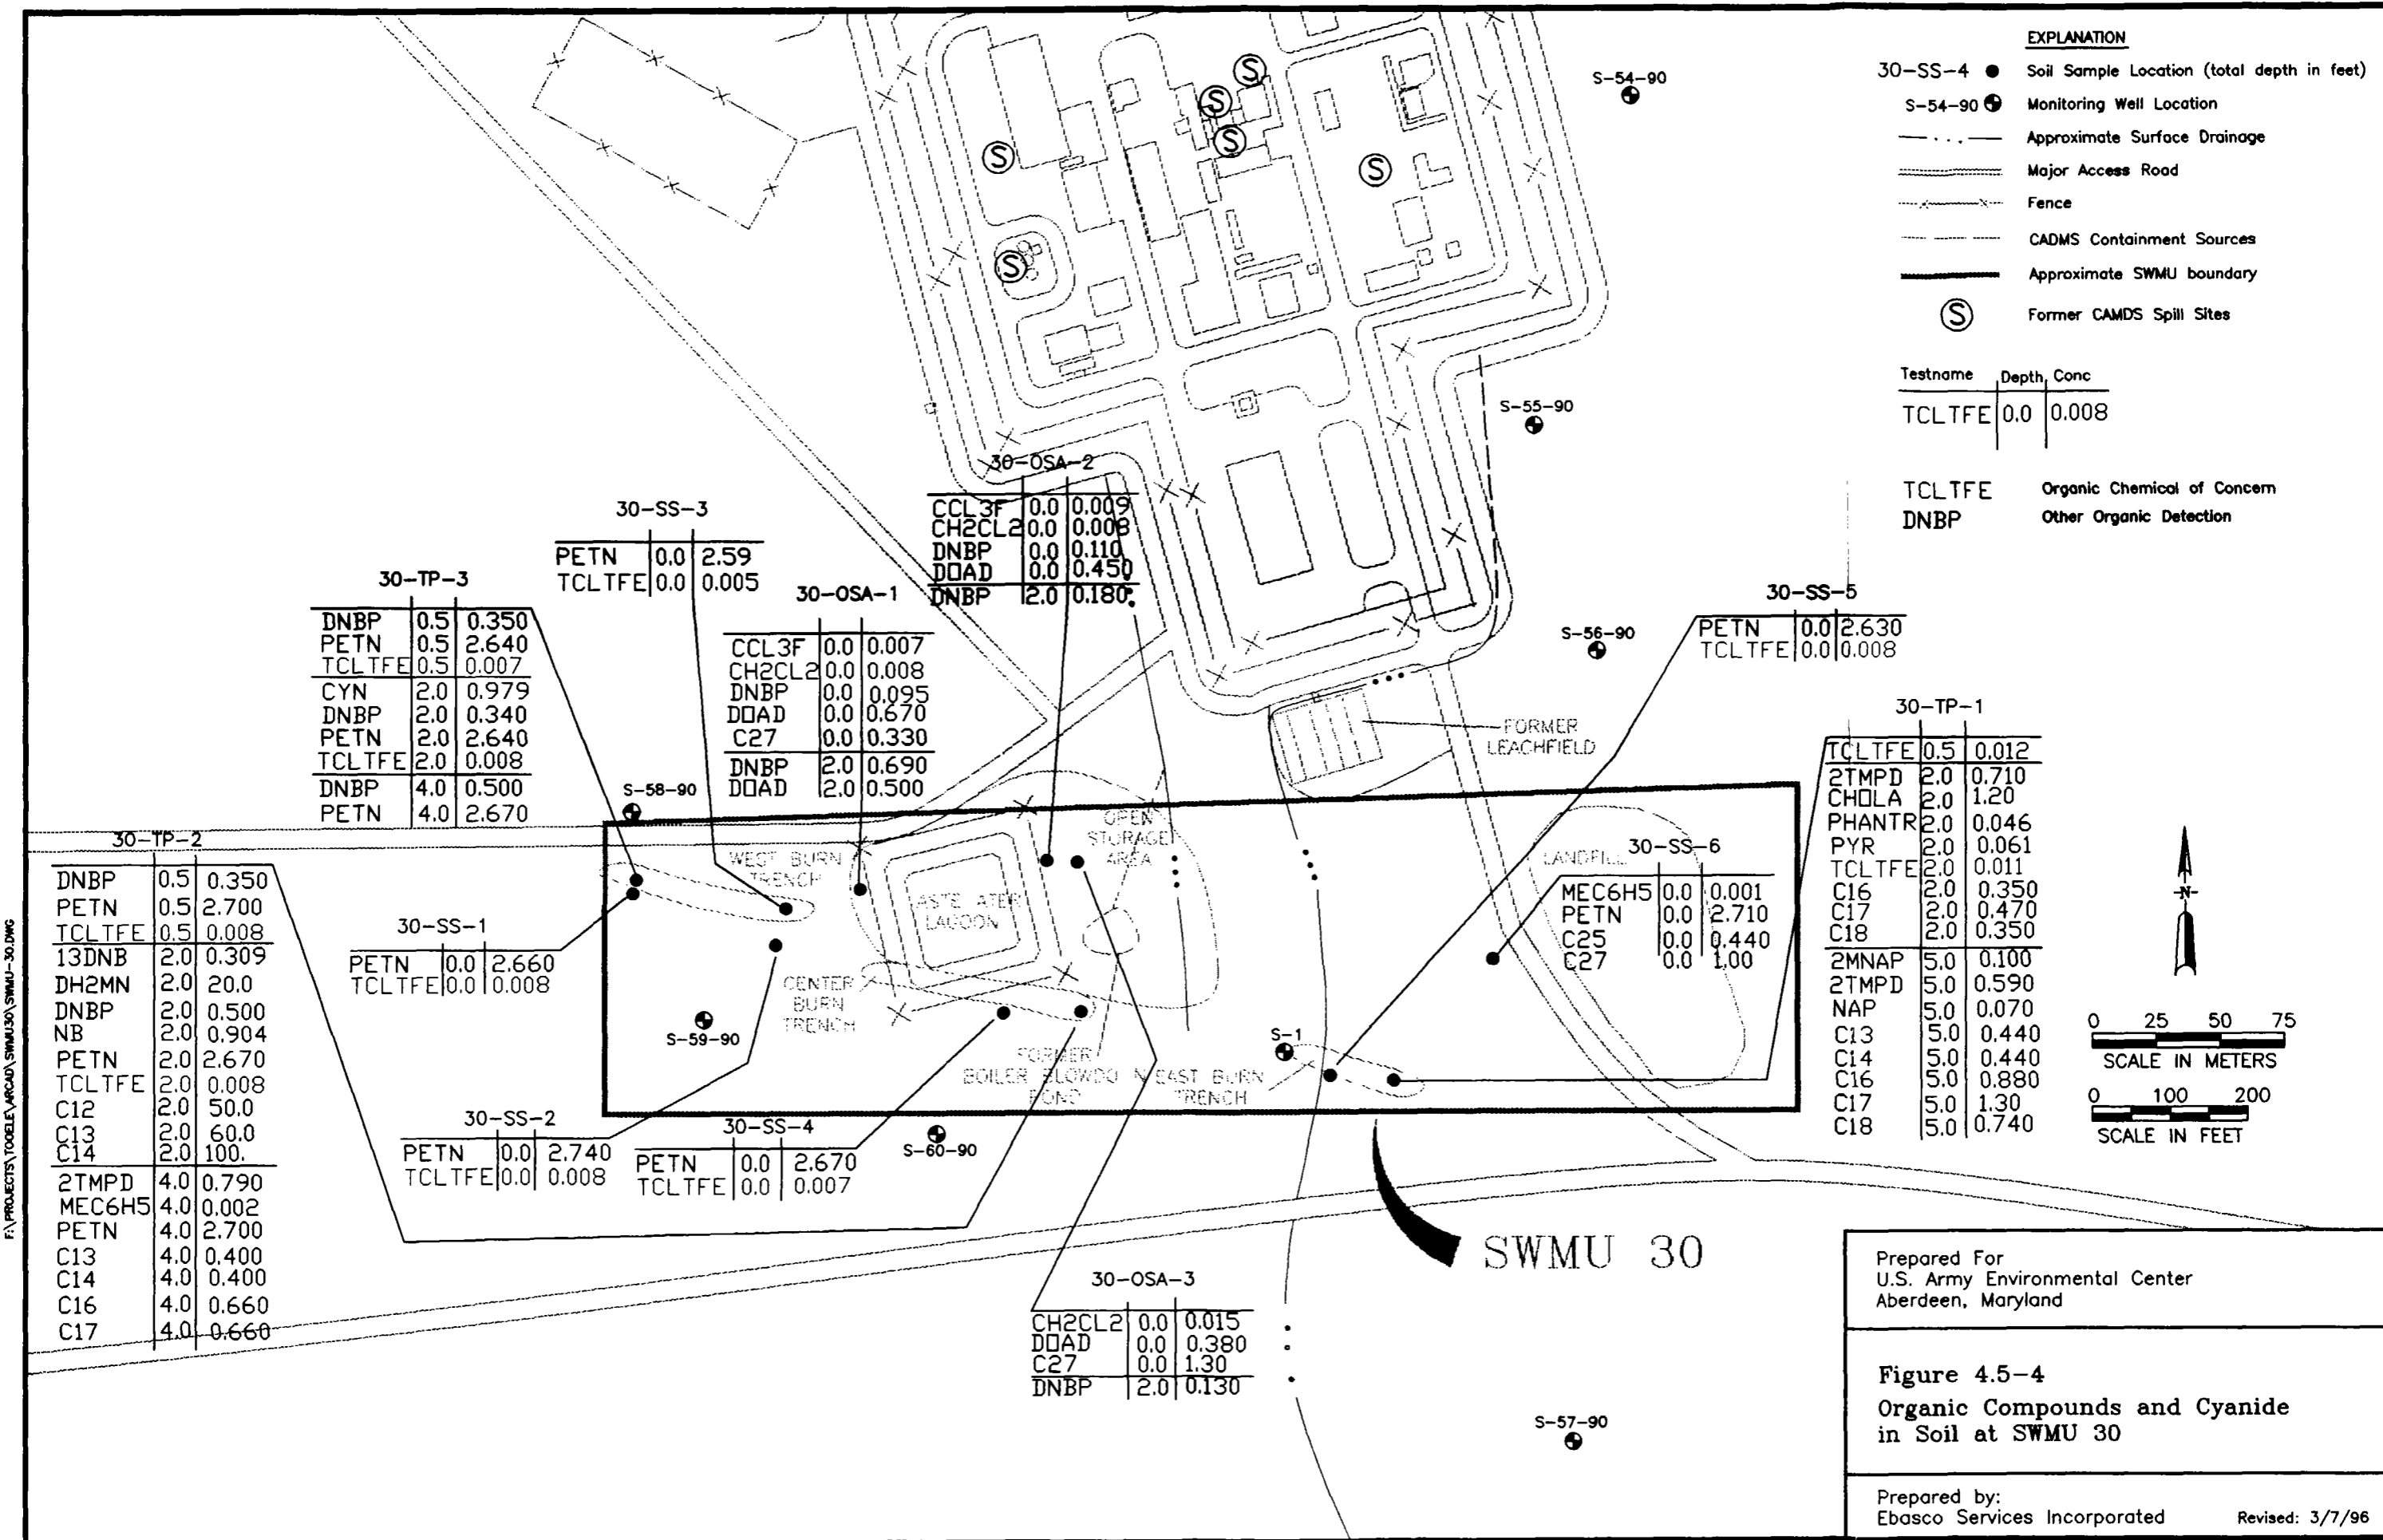 EXPLANATION
30-SS-4 Soil Sample Location (total depth in feet)
S-54-90 Monitoring Well Location
Approximate Surface Drainage
Major Access Road
Fence
CADMS Containment Sources
Approximate SWMU boundary
S Former CAMDS Spill Sites
Testname Depth Conc
TCLTFE 0.0 0.008
TCLTFE Organic Chemical of Concern
DNBP Other Organic Detection
S
S
S
S
S
S
S-54-90
S-55-90
S-56-90
30-OSA-2
CCL3F 0.0 0.009
CH2CL2 0.0 0.008
DNBP 0.0 0.110
DOAD 0.0 0.450
DNBP 2.0 0.180
30-SS-3
PETN 0.0 2.59
TCLTFE 0.0 0.005
30-TP-3
DNBP 0.5 0.350
PETN 0.5 2.640
TCLTFE 0.5 0.007
CYN 2.0 0.979
DNBP 2.0 0.340
PETN 2.0 2.640
TCLTFE 2.0 0.008
DNBP 4.0 0.500
PETN 4.0 2.670
30-OSA-1
CCL3F 0.0 0.007
CH2CL2 0.0 0.008
DNBP 0.0 0.095
DOAD 0.0 0.670
C27 0.0 0.330
DNBP 2.0 0.690
DOAD 2.0 0.500
30-SS-5
PETN 0.0 2.630
TCLTFE 0.0 0.008
FORMER
LEACHFIELD
30-TP-1
TCLTFE 0.5 0.012
2TMPD 2.0 0.710
CHOLA 2.0 1.20
PHANTR 2.0 0.046
PYR 2.0 0.061
TCLTFE 2.0 0.011
C16 2.0 0.350
C17 2.0 0.470
C18 2.0 0.350
2MNAP 5.0 0.100
2TMPD 5.0 0.590
NAP 5.0 0.070
C13 5.0 0.440
C14 5.0 0.440
C16 5.0 0.880
C17 5.0 1.30
C18 5.0 0.740
S-58-90
30-TP-2
DNBP 0.5 0.350
PETN 0.5 2.700
TCLTFE 0.5 0.008
13DNB 2.0 0.309
DH2MN 2.0 20.0
DNBP 2.0 0.500
NB 2.0 0.904
PETN 2.0 2.670
TCLTFE 2.0 0.008
C12 2.0 50.0
C13 2.0 60.0
C14 2.0 100.
2TMPD 4.0 0.790
MEC6H5 4.0 0.002
PETN 4.0 2.700
C13 4.0 0.400
C14 4.0 0.400
C16 4.0 0.660
C17 4.0 0.660
WEST BURN
TRENCH
OPEN
STORAGE
AREA
ASTE ATER
LAGOON
LANDFILL
30-SS-6
MEC6H5 0.0 0.001
PETN 0.0 2.710
C25 0.0 0.440
C27 0.0 1.00
30-SS-1
PETN 0.0 2.660
TCLTFE 0.0 0.008
CENTER
BURN
TRENCH
S-59-90
S-1
FORMER
BOILER BLOWDO N
POND
EAST BURN
TRENCH
30-SS-2
PETN 0.0 2.740
TCLTFE 0.0 0.008
30-SS-4
PETN 0.0 2.670
TCLTFE 0.0 0.007
S-60-90
N
0 25 50 75
SCALE IN METERS
0 100 200
SCALE IN FEET
SWMU 30
30-OSA-3
CH2CL2 0.0 0.015
DOAD 0.0 0.380
C27 0.0 1.30
DNBP 2.0 0.130
S-57-90
Prepared For
U.S. Army Environmental Center
Aberdeen, Maryland
Figure 4.5-4
Organic Compounds and Cyanide
in Soil at SWMU 30
Prepared by:
Ebasco Services Incorporated Revised: 3/7/96
F:\PROJECTS\TOOELE\ARCAD\SWMU30\SWMU-30.DWG